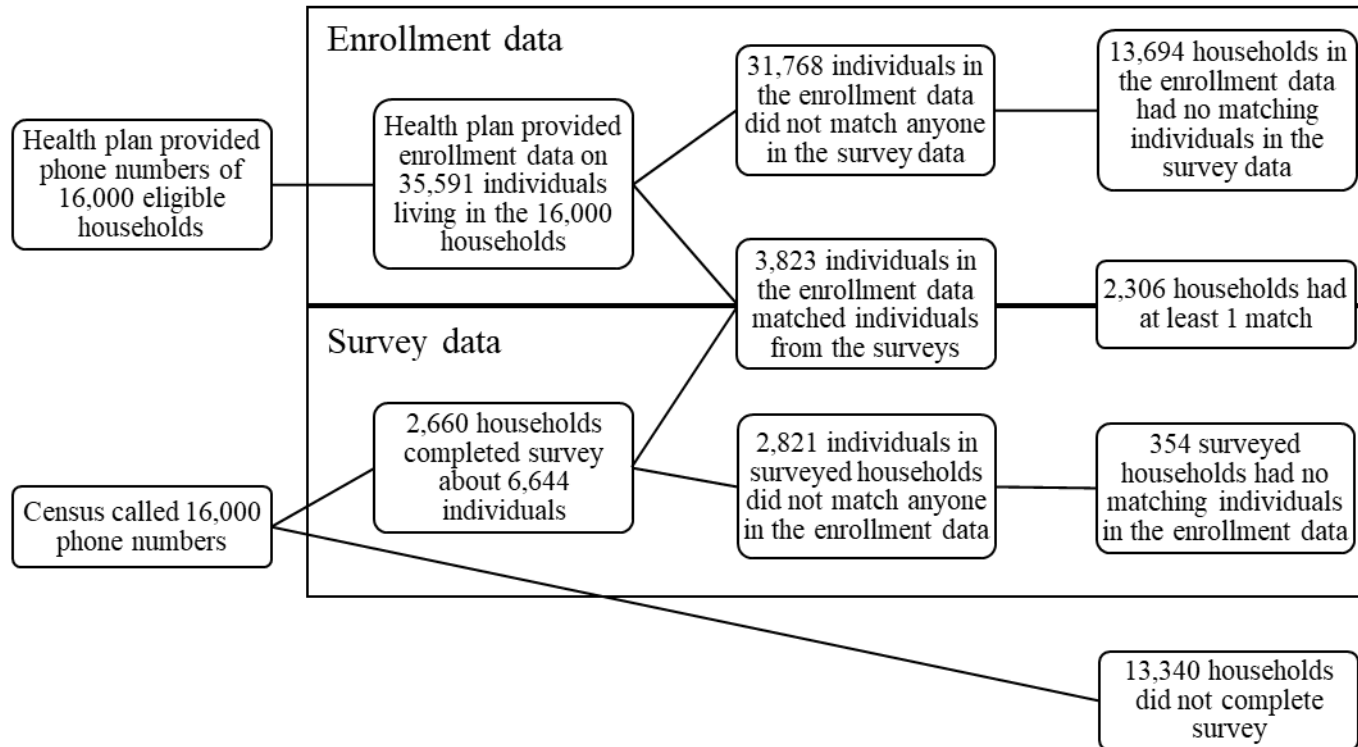 Enrollment data
Health plan provided
phone numbers of
16,000 eligible
households
Health plan provided
enrollment data on
35,591 individuals
living in the 16,000
households
31,768 individuals in
the enrollment data
did not match anyone
in the survey data
13,694 households in
the enrollment data
had no matching
individuals in the
survey data
3,823 individuals in
the enrollment data
matched individuals
from the surveys
2,306 households had
at least 1 match
Survey data
Census called 16,000
phone numbers
2,660 households
completed survey
about 6,644
individuals
2,821 individuals in
surveyed households
did not match anyone
in the enrollment data
354 surveyed
households had no
matching individuals
in the enrollment data
13,340 households
did not complete
survey